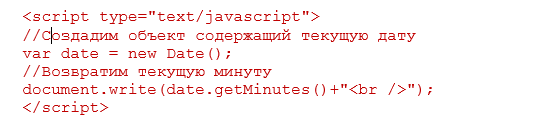 <script type="text/javascript">
//Создадим объект содержащий текущую дату
var date = new Date();
//Возвратим текущую минуту
document.write(date.getMinutes()+"<br />");
</script>